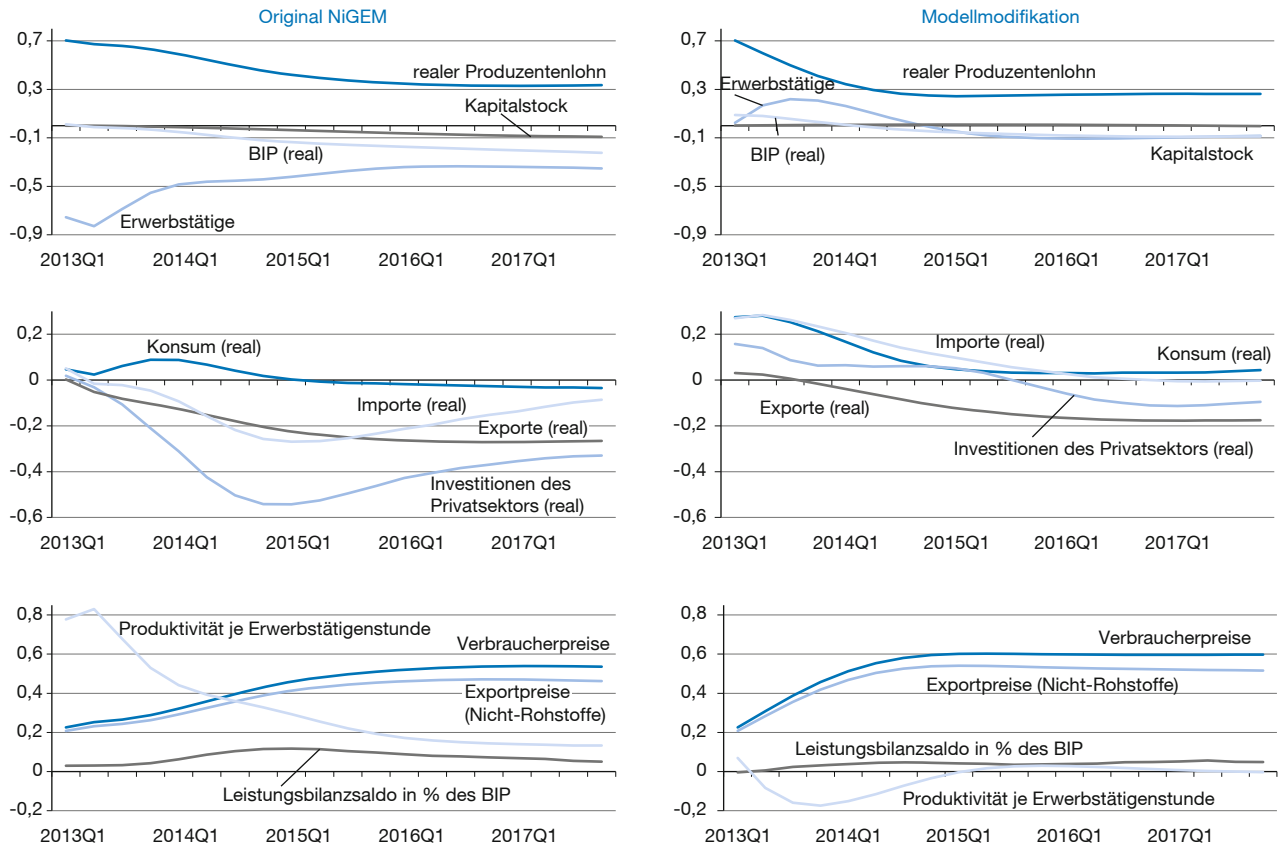 Original NiGEM
0,7
0,3
-0,1
-0,5
-0,9
realer Produzentenlohn
Kapitalstock
BIP (real)
Erwerbstätige
2013Q1 2014Q1 2015Q1 2016Q1 2017Q1
Modellmodifikation
0,7
0,3
-0,1
-0,5
-0,9
Erwerbstätige
realer Produzentenlohn
BIP (real)
Kapitalstock
2013Q1 2014Q1 2015Q1 2016Q1 2017Q1
0,2
0
-0,2
-0,4
-0,6
Konsum (real)
Importe (real)
Exporte (real)
Investitionen des
Privatsektors (real)
2013Q1 2014Q1 2015Q1 2016Q1 2017Q1
0,2
0
-0,2
-0,4
-0,6
Importe (real)
Konsum (real)
Exporte (real)
Investitionen des Privatsektors (real)
2013Q1 2014Q1 2015Q1 2016Q1 2017Q1
0,8
0,6
0,4
0,2
0
-0,2
Produktivität je Erwerbstätigenstunde
Verbraucherpreise
Exportpreise
(Nicht-Rohstoffe)
Leistungsbilanzsaldo in % des BIP
2013Q1 2014Q1 2015Q1 2016Q1 2017Q1
0,8
0,6
0,4
0,2
0
-0,2
Verbraucherpreise
Exportpreise (Nicht-Rohstoffe)
Leistungsbilanzsaldo in % des BIP
Produktivität je Erwerbstätigenstunde
2013Q1 2014Q1 2015Q1 2016Q1 2017Q1